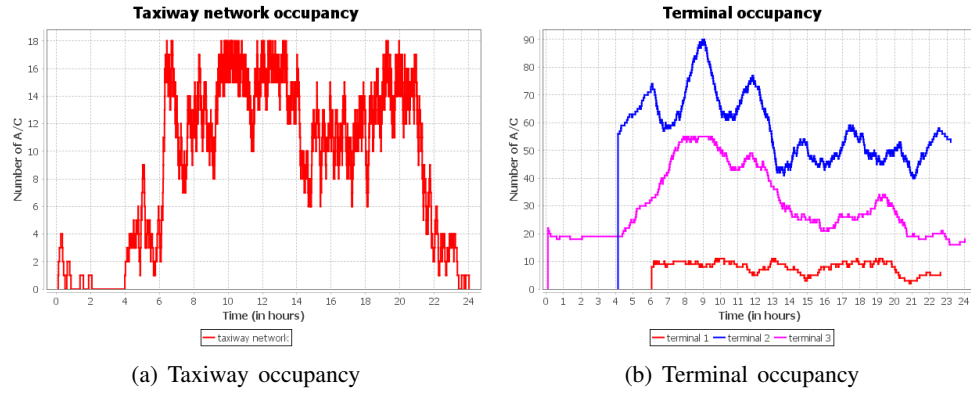 Taxiway network occupancy
Number of A/C
18
16
14
12
10
8
6
4
2
0
0 2 4 6 8 10 12 14 16 18 20 22 24
Time (in hours)
taxiway network
(a) Taxiway occupancy
Terminal occupancy
Number of A/C
90
80
70
60
50
40
30
20
10
0
0 1 2 3 4 5 6 7 8 9 10 11 12 13 14 15 16 17 18 19 20 21 22 23 24
Time (in hours)
terminal 1 terminal 2 terminal 3
(b) Terminal occupancy